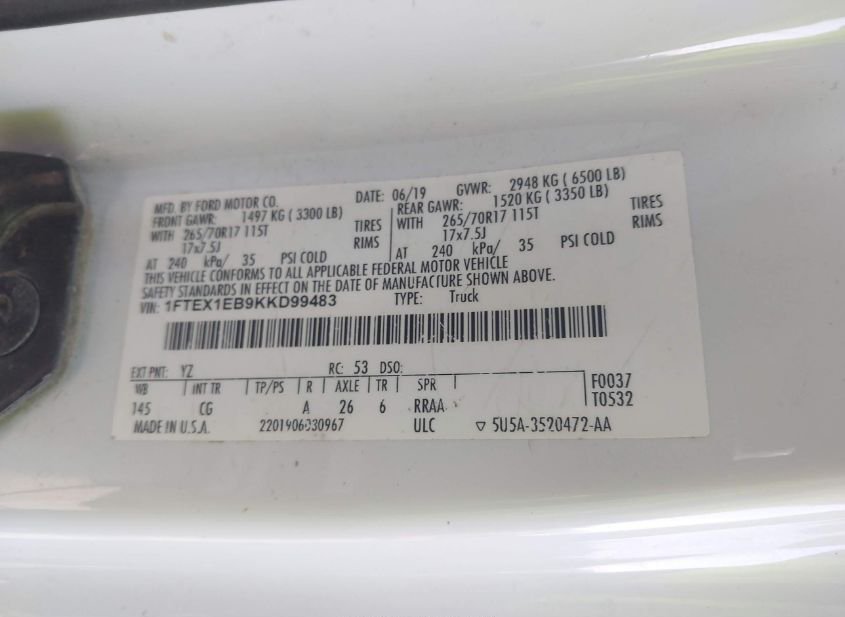 MFD. BY FORD MOTOR CO. DATE: 06/19 GVWR: 2948 KG ( 6500 LB)
FRONT GAWR: 1497 KG ( 3300 LB) REAR GAWR: 1520 KG ( 3350 LB)
WITH 265/70R17 115T TIRES WITH 265/70R17 115T TIRES
17x7.5J RIMS 17x7.5J RIMS
AT 240 kPa/ 35 PSI COLD AT 240 kPa/ 35 PSI COLD
THIS VEHICLE CONFORMS TO ALL APPLICABLE FEDERAL MOTOR VEHICLE
SAFETY STANDARDS IN EFFECT ON THE DATE OF MANUFACTURE SHOWN ABOVE.
VIN: 1FTEX1EB9KKD99483 TYPE: Truck
EXT PNT: YZ RC: 53 DSO:
WB INT TR TP/PS R AXLE TR SPR F0037
145 CG A 26 6 RRAA T0532
MADE IN U.S.A. 2201906030967 ULC ▽ 5U5A-3520472-AA